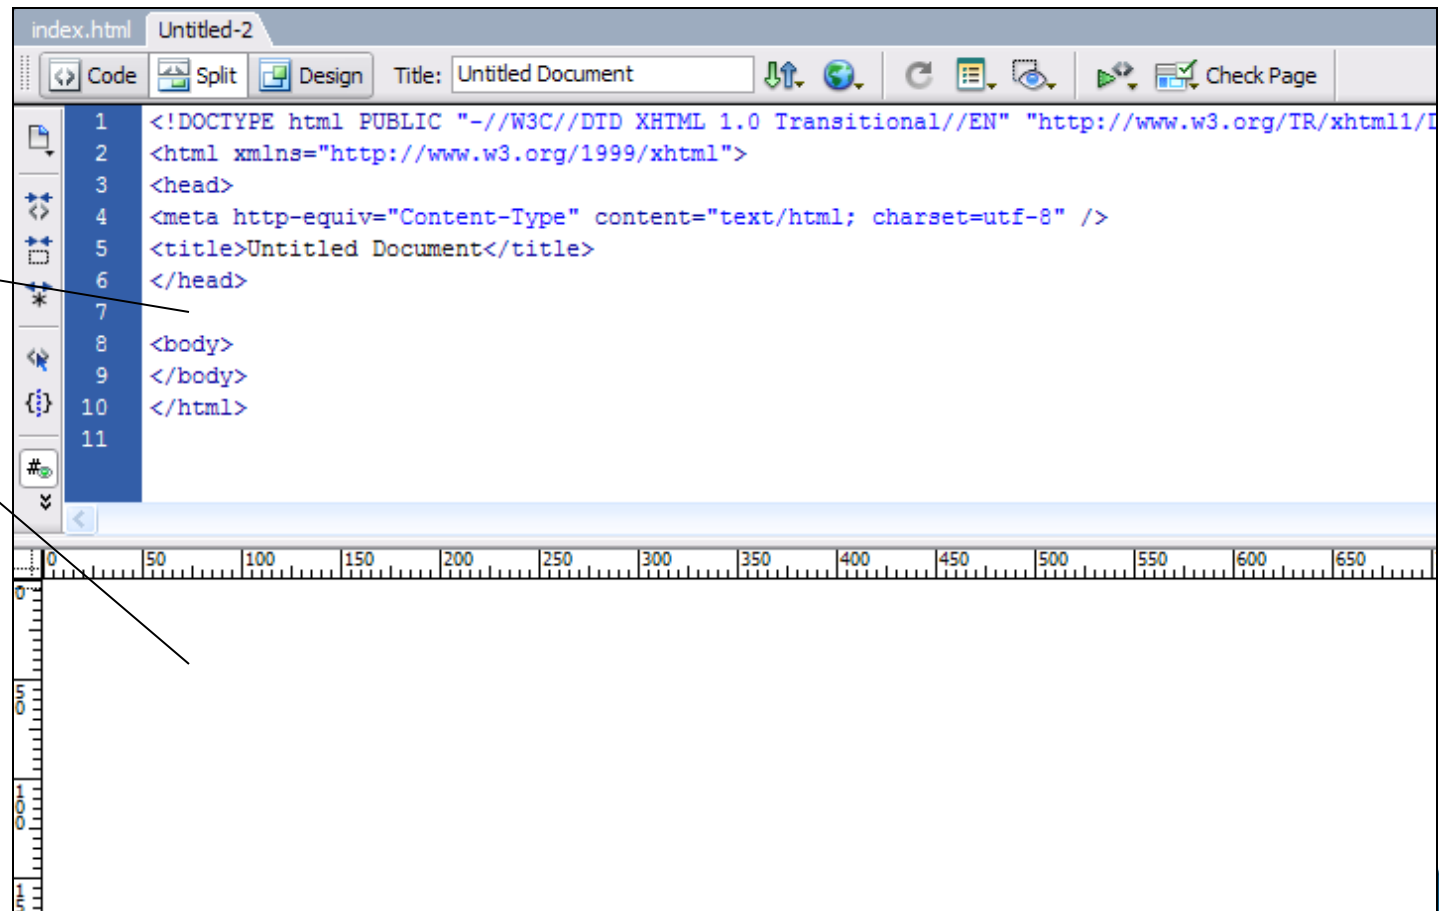 index.html Untitled-2
Code Split Design Title: Untitled Document Check Page
1 <!DOCTYPE html PUBLIC "-//W3C//DTD XHTML 1.0 Transitional//EN" "http://www.w3.org/TR/xhtml1/D
2 <html xmlns="http://www.w3.org/1999/xhtml">
3 <head>
4 <meta http-equiv="Content-Type" content="text/html; charset=utf-8" />
5 <title>Untitled Document</title>
6 </head>
7
8 <body>
9 </body>
10 </html>
11
0 50 100 150 200 250 300 350 400 450 500 550 600 650
0
50
100
15